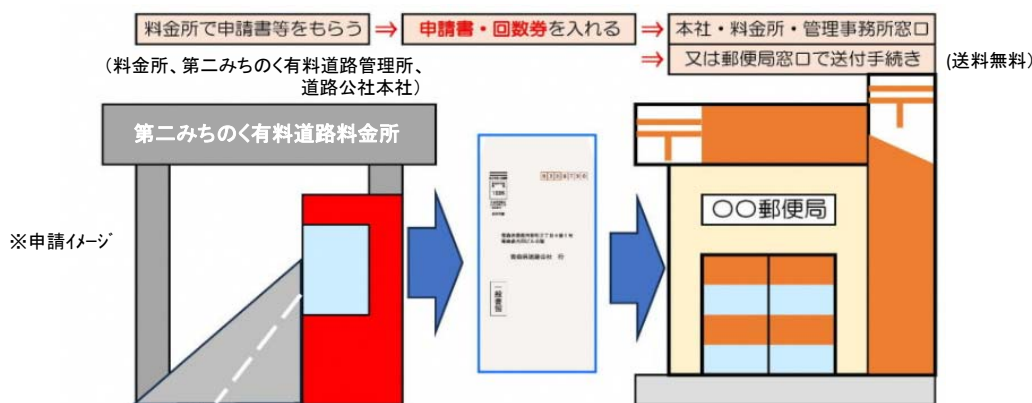 料金所で申請書等をもらう ⇒ 申請書・回数券を入れる ⇒ 本社・料金所・管理事務所窓口
⇒ 又は郵便局窓口で送付手続き (送料無料)
(料金所、第二みちのく有料道路管理所、
道路公社本社)
第二みちのく有料道路料金所
※申請イメージ
〇〇郵便局
一般書留